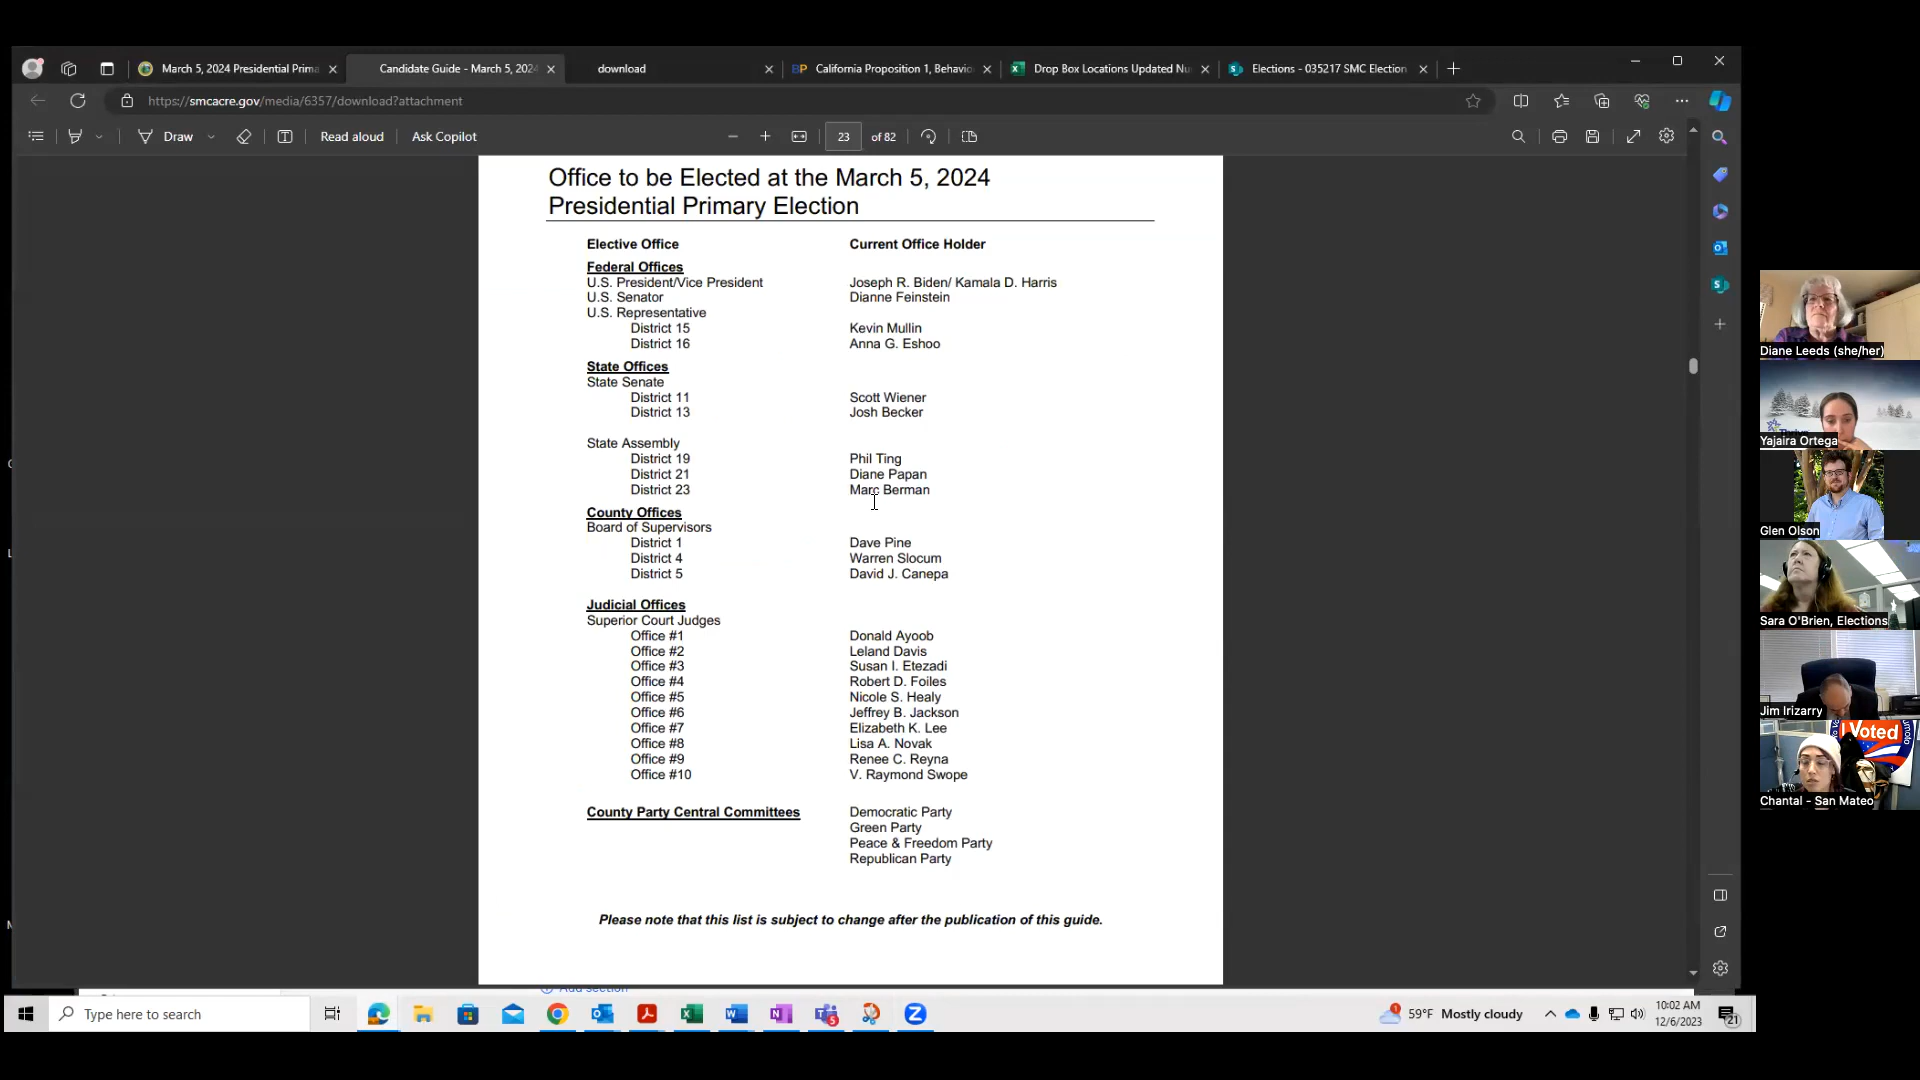 March 5, 2024 Presidential Prima
Candidate Guide - March 5, 2024
download
California Proposition 1, Behavio
Drop Box Locations Updated Nu
Elections - 035217 SMC Election
https://smcacre.gov/media/6357/download?attachment
Draw
Read aloud
Ask Copilot
23
of 82
Office to be Elected at the March 5, 2024
Presidential Primary Election
Elective Office Current Office Holder
Federal Offices
U.S. President/Vice President Joseph R. Biden/ Kamala D. Harris
U.S. Senator Dianne Feinstein
U.S. Representative
District 15 Kevin Mullin
District 16 Anna G. Eshoo
State Offices
State Senate
District 11 Scott Wiener
District 13 Josh Becker
State Assembly
District 19 Phil Ting
District 21 Diane Papan
District 23 Marc Berman
County Offices
Board of Supervisors
District 1 Dave Pine
District 4 Warren Slocum
District 5 David J. Canepa
Judicial Offices
Superior Court Judges
Office #1 Donald Ayoob
Office #2 Leland Davis
Office #3 Susan I. Etezadi
Office #4 Robert D. Foiles
Office #5 Nicole S. Healy
Office #6 Jeffrey B. Jackson
Office #7 Elizabeth K. Lee
Office #8 Lisa A. Novak
Office #9 Renee C. Reyna
Office #10 V. Raymond Swope
County Party Central Committees Democratic Party
Green Party
Peace & Freedom Party
Republican Party
Please note that this list is subject to change after the publication of this guide.
Add section
Type here to search
59°F Mostly cloudy
10:02 AM
12/6/2023
21
Diane Leeds (she/her)
Yajaira Ortega
Glen Olson
Sara O'Brien, Elections
Jim Irizarry
I Voted
Chantal - San Mateo